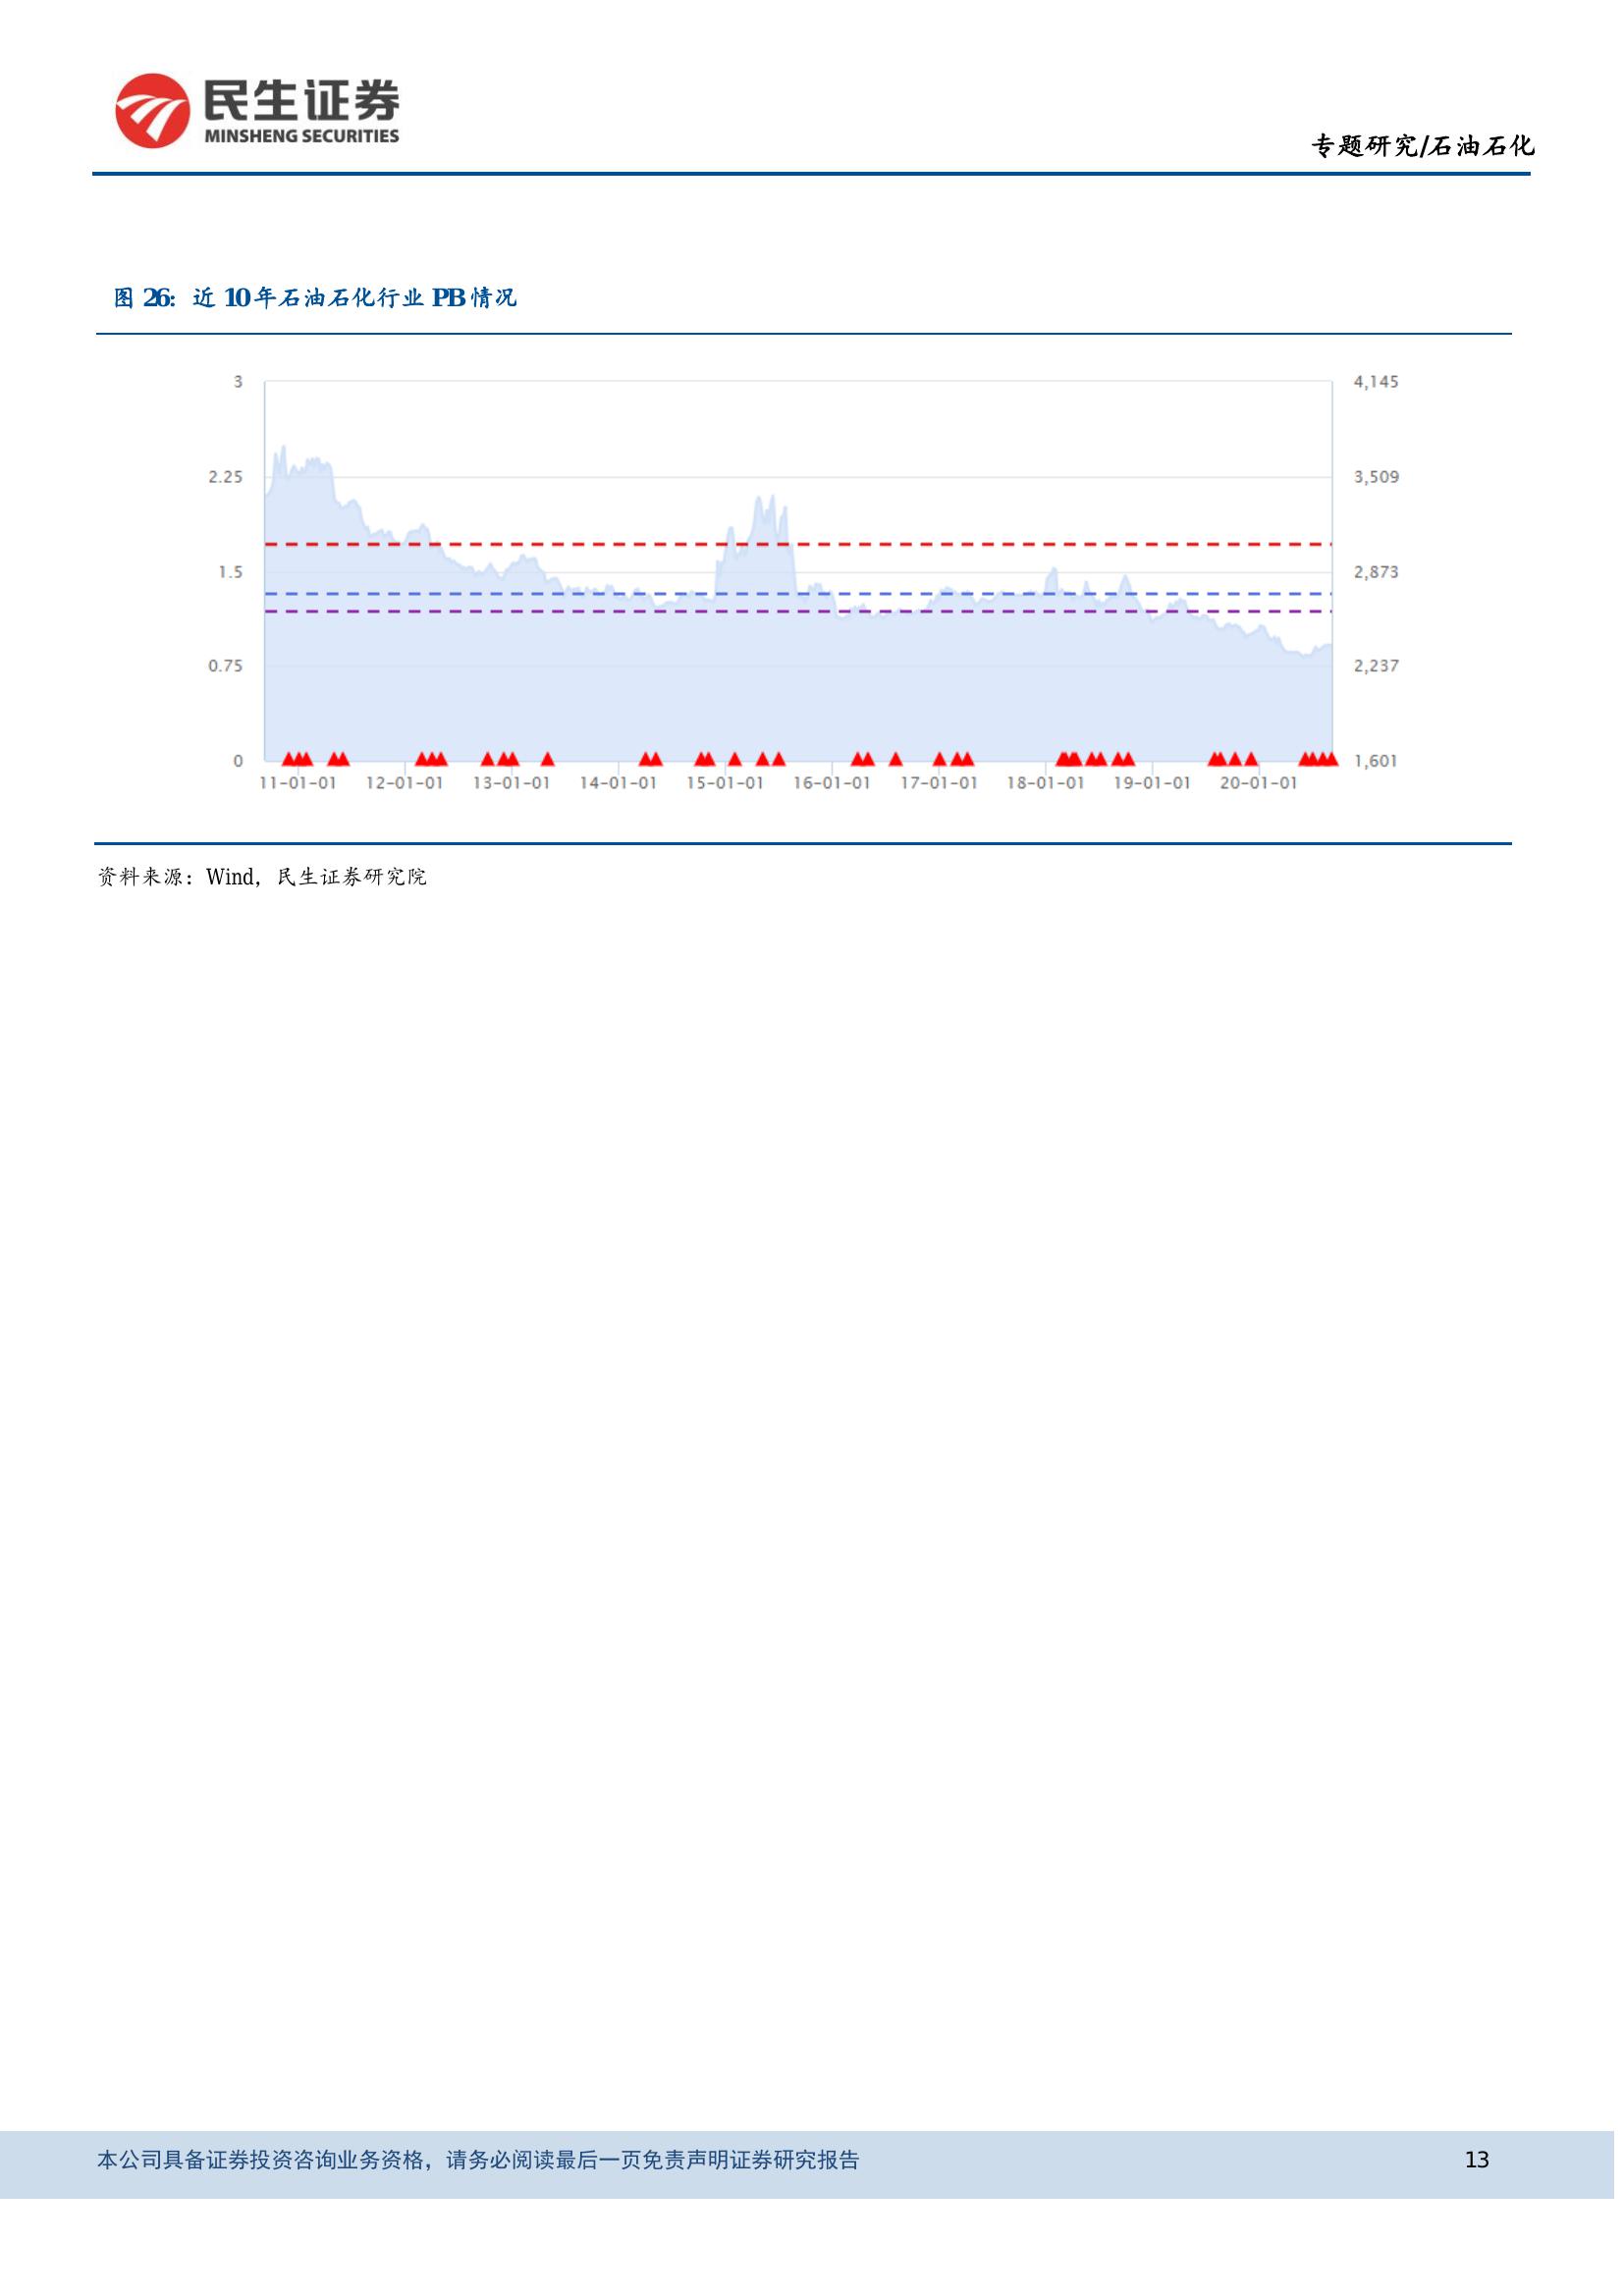 民生证券
MINSHENG SECURITIES
专题研究/石油石化
图 26: 近 10 年石油石化行业 PB 情况
3
4,145
2.25
3,509
1.5
2,873
0.75
2,237
0
1,601
11-01-01 12-01-01 13-01-01 14-01-01 15-01-01 16-01-01 17-01-01 18-01-01 19-01-01 20-01-01
资料来源：Wind，民生证券研究院
本公司具备证券投资咨询业务资格，请务必阅读最后一页免责声明证券研究报告 13